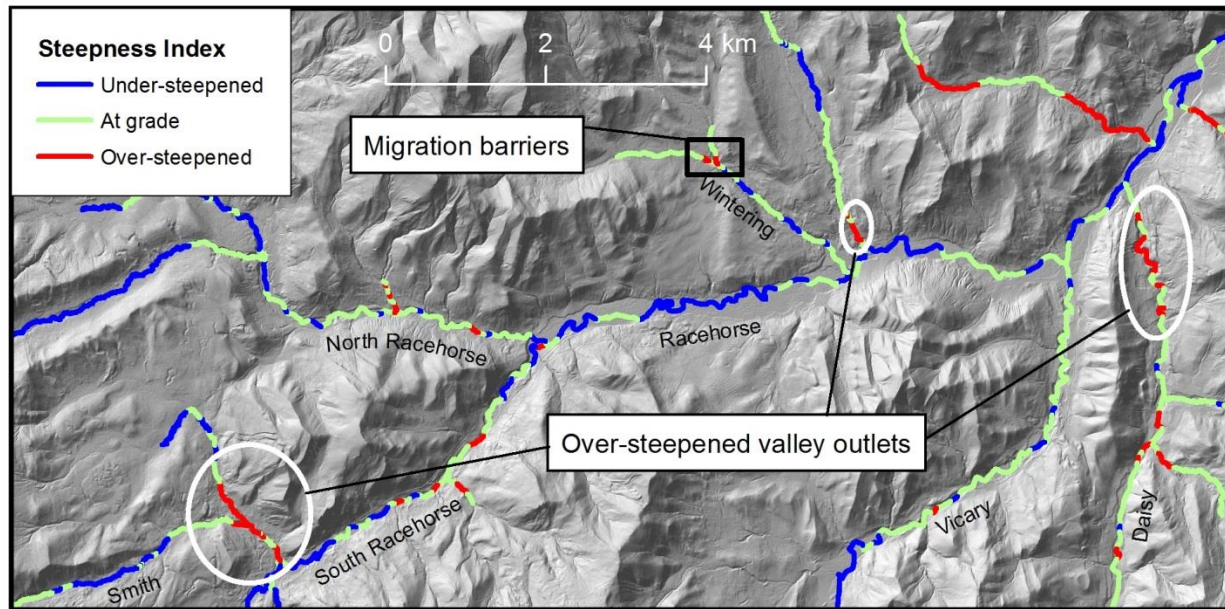 Steepness Index
Under-steepened
At grade
Over-steepened
0 2 4 km
Migration barriers
Wintering
North Racehorse
Racehorse
Over-steepened valley outlets
South Racehorse
Smith
Vicary
Daisy